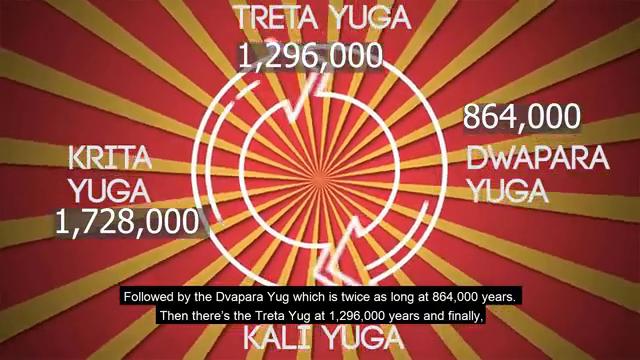 TRETA YUGA
1,296,000
864,000
DWAPARA
YUGA
KRITA
YUGA
1,728,000
Followed by the Dvapara Yug which is twice as long at 864,000 years.
Then there's the Treta Yug at 1,296,000 years and finally,
KALI YUGA